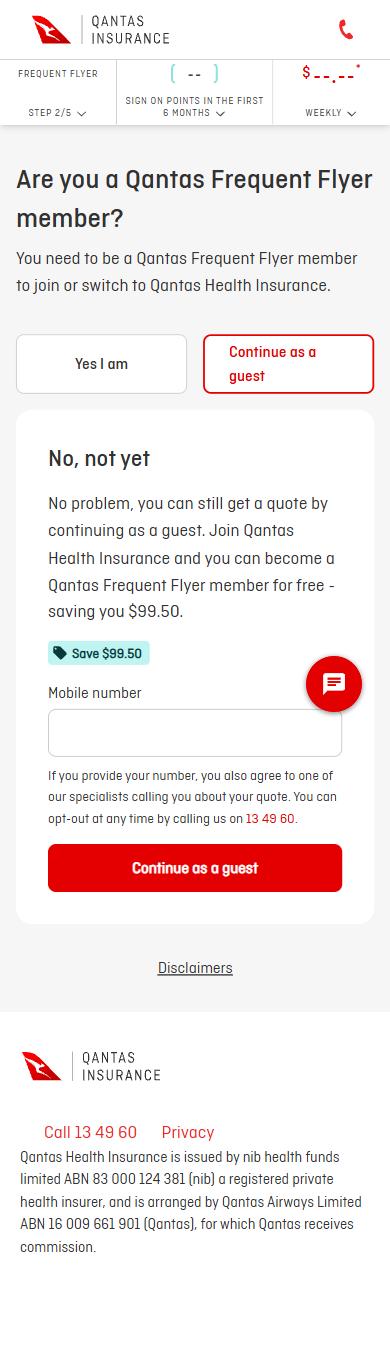 QANTAS
INSURANCE
FREQUENT FLYER
STEP 2/5
--
SIGN ON POINTS IN THE FIRST
6 MONTHS
$--.--*
WEEKLY
Are you a Qantas Frequent Flyer
member?
You need to be a Qantas Frequent Flyer member
to join or switch to Qantas Health Insurance.
Yes I am
Continue as a
guest
No, not yet
No problem, you can still get a quote by
continuing as a guest. Join Qantas
Health Insurance and you can become a
Qantas Frequent Flyer member for free -
saving you $99.50.
Save $99.50
Mobile number
If you provide your number, you also agree to one of
our specialists calling you about your quote. You can
opt-out at any time by calling us on 13 49 60.
Continue as a guest
Disclaimers
QANTAS
INSURANCE
Call 13 49 60 Privacy
Qantas Health Insurance is issued by nib health funds
limited ABN 83 000 124 381 (nib) a registered private
health insurer, and is arranged by Qantas Airways Limited
ABN 16 009 661 901 (Qantas), for which Qantas receives
commission.